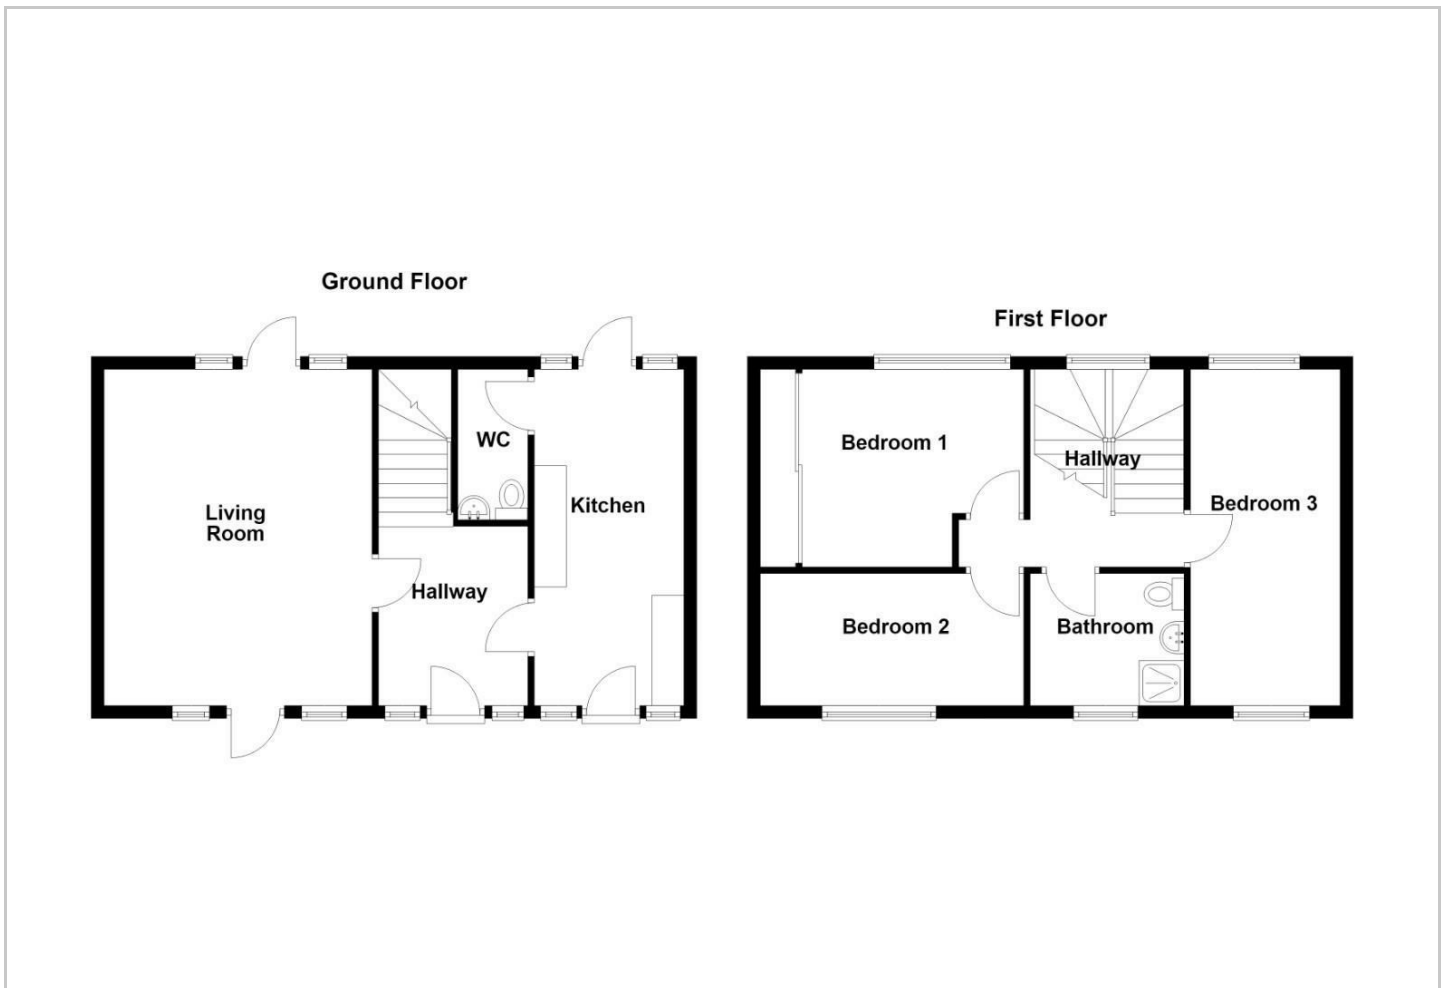 Ground Floor
WC
Living
Room
Kitchen
Hallway
First Floor
Bedroom 1
Hallway
Bedroom 3
Bedroom 2
Bathroom